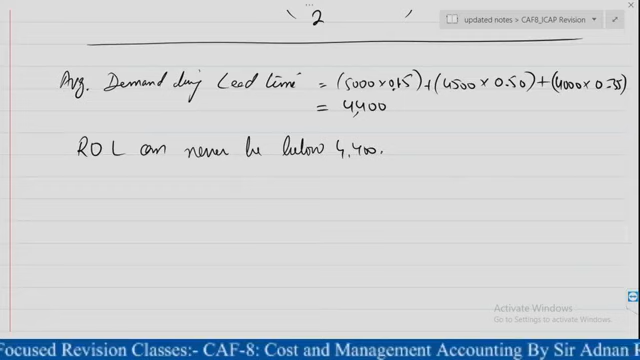 ( 2 )
updated notes > CAF8_ICAP Revision
Avg. Demand during Lead time = (5000 x 0.15) + (4500 x 0.50) + (4000 x 0.35)
= 4,400
ROL can never be below 4,400.
Activate Windows
Go to Settings to activate Windows.
Focused Revision Classes:- CAF-8: Cost and Management Accounting By Sir Adnan